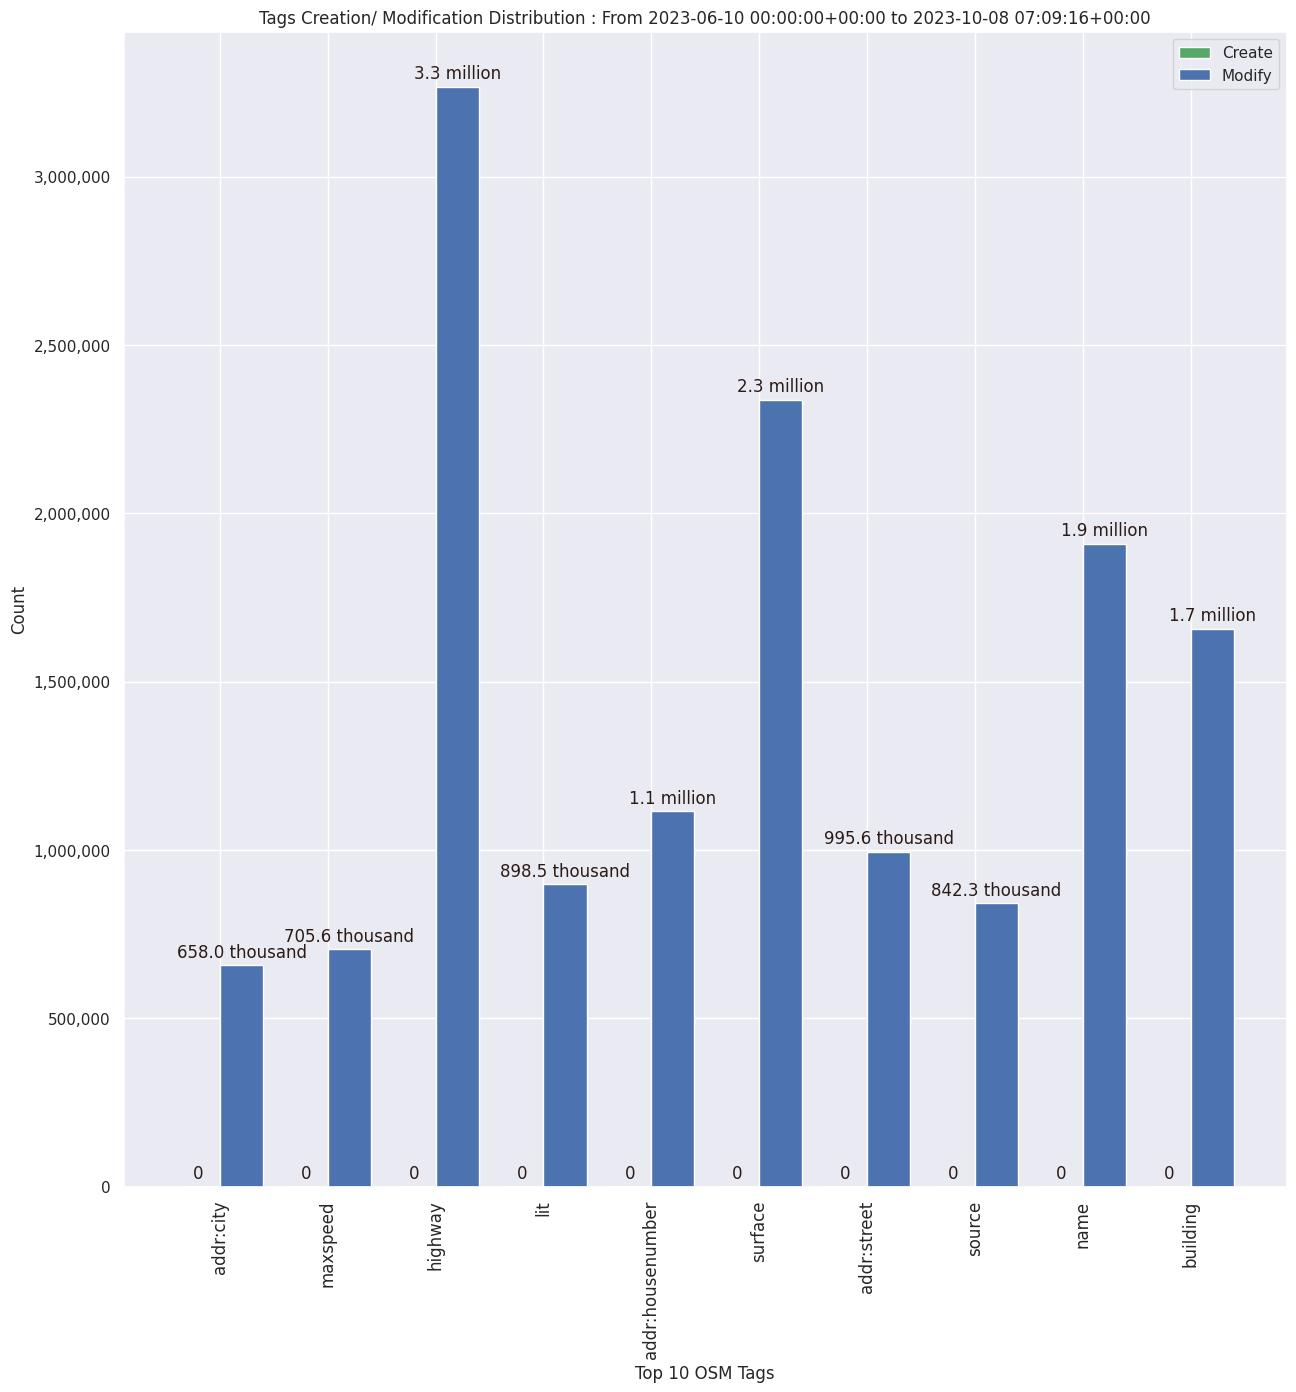 Tags Creation/ Modification Distribution : From 2023-06-10 00:00:00+00:00 to 2023-10-08 07:09:16+00:00
Create
Modify
3.3 million
3,000,000
2,500,000
2.3 million
2,000,000
1.9 million
1.7 million
Count
1,500,000
1.1 million
1,000,000
995.6 thousand
898.5 thousand
842.3 thousand
705.6 thousand
658.0 thousand
500,000
0 0 0 0 0 0 0 0 0 0
0
addr:city
maxspeed
highway
lit
addr:housenumber
surface
addr:street
source
name
building
Top 10 OSM Tags